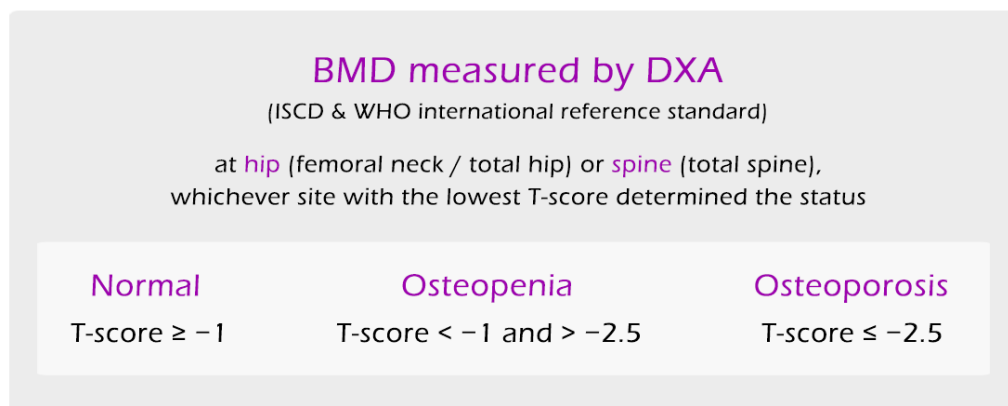 BMD measured by DXA
(ISCD & WHO international reference standard)
at hip (femoral neck / total hip) or spine (total spine),
whichever site with the lowest T-score determined the status
Normal Osteopenia Osteoporosis
T-score ≥ −1 T-score < −1 and > −2.5 T-score ≤ −2.5